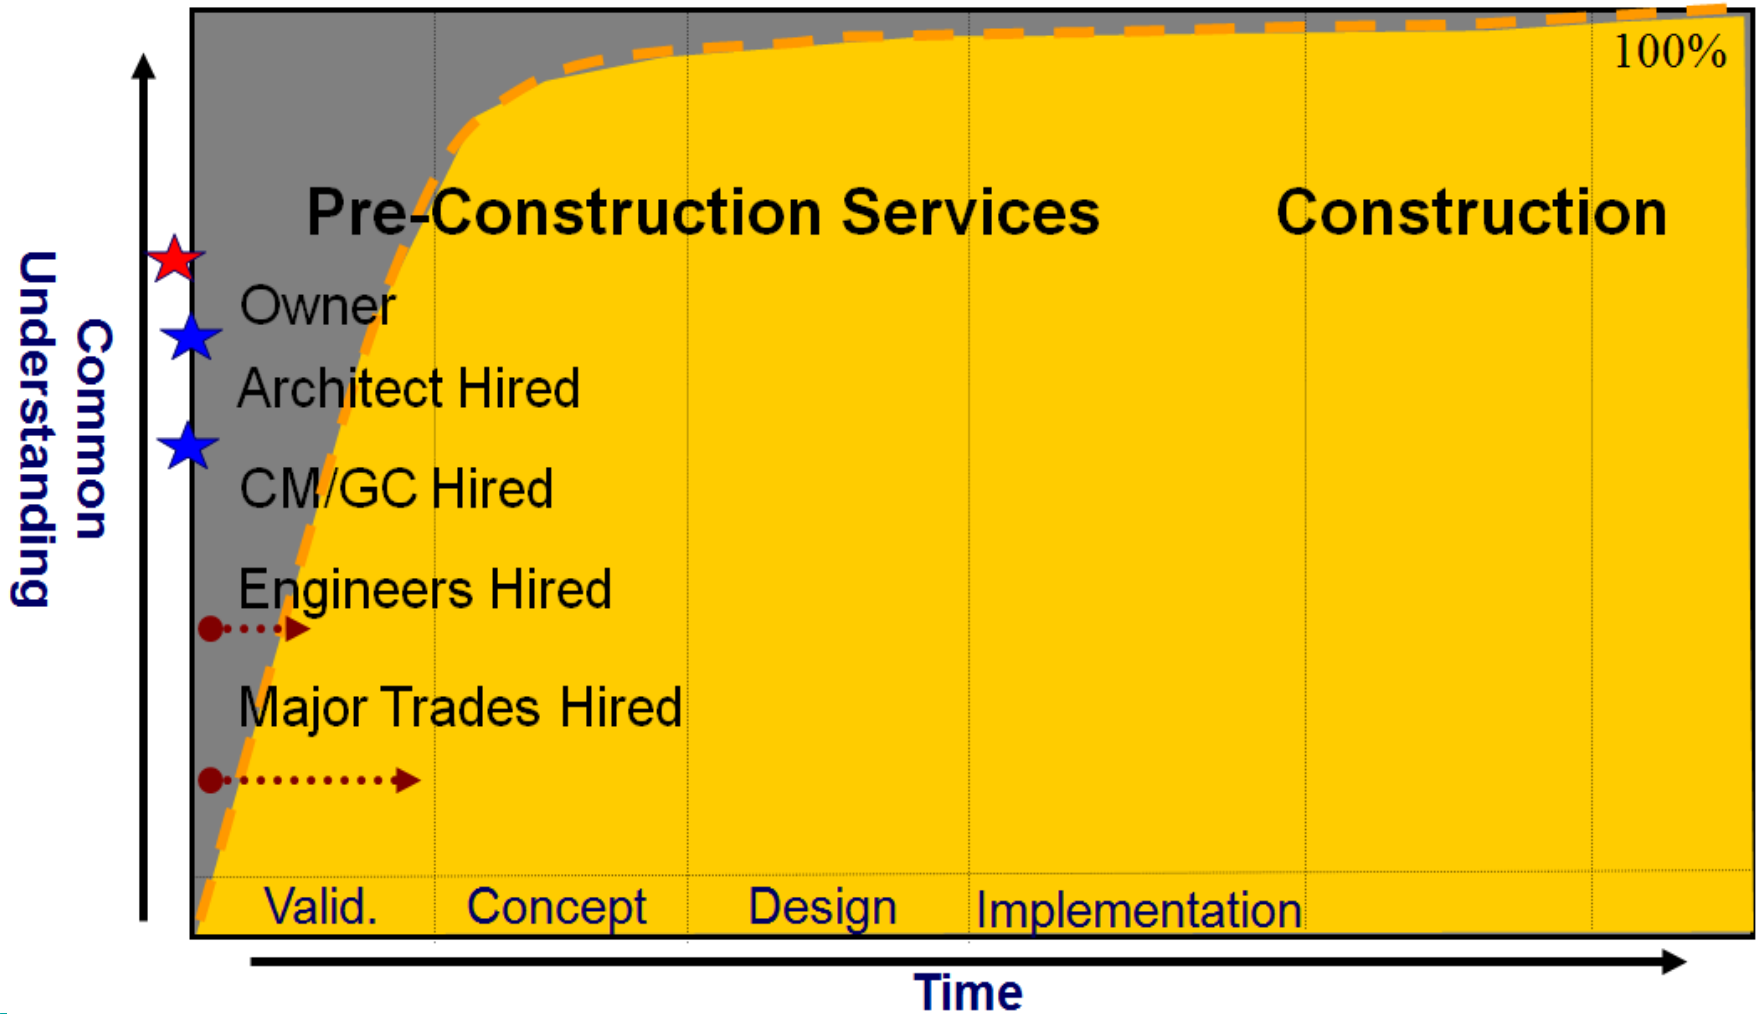 100%
Pre-Construction Services
Construction
Common
Understanding
Owner
Architect Hired
CM/GC Hired
Engineers Hired
Major Trades Hired
Valid.
Concept
Design
Implementation
Time